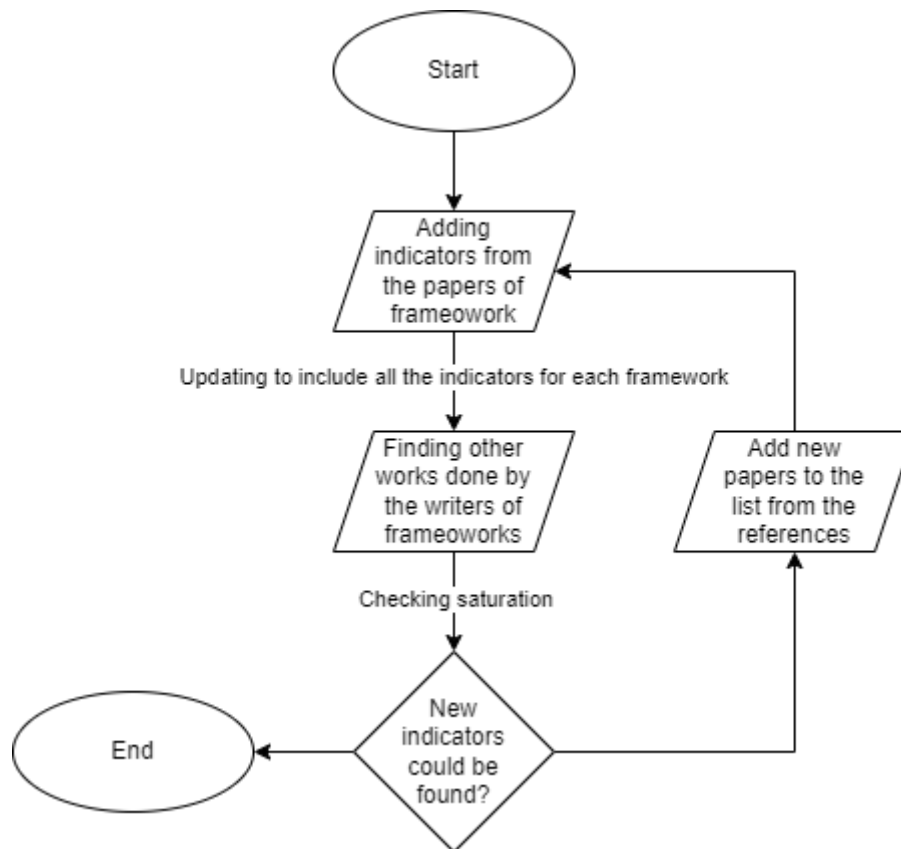 Start
Adding
indicators from
the papers of
frameowork
Updating to include all the indicators for each framework
Finding other
works done by
the writers of
frameoworks
Add new
papers to the
list from the
references
Checking saturation
New
indicators
could be
found?
End